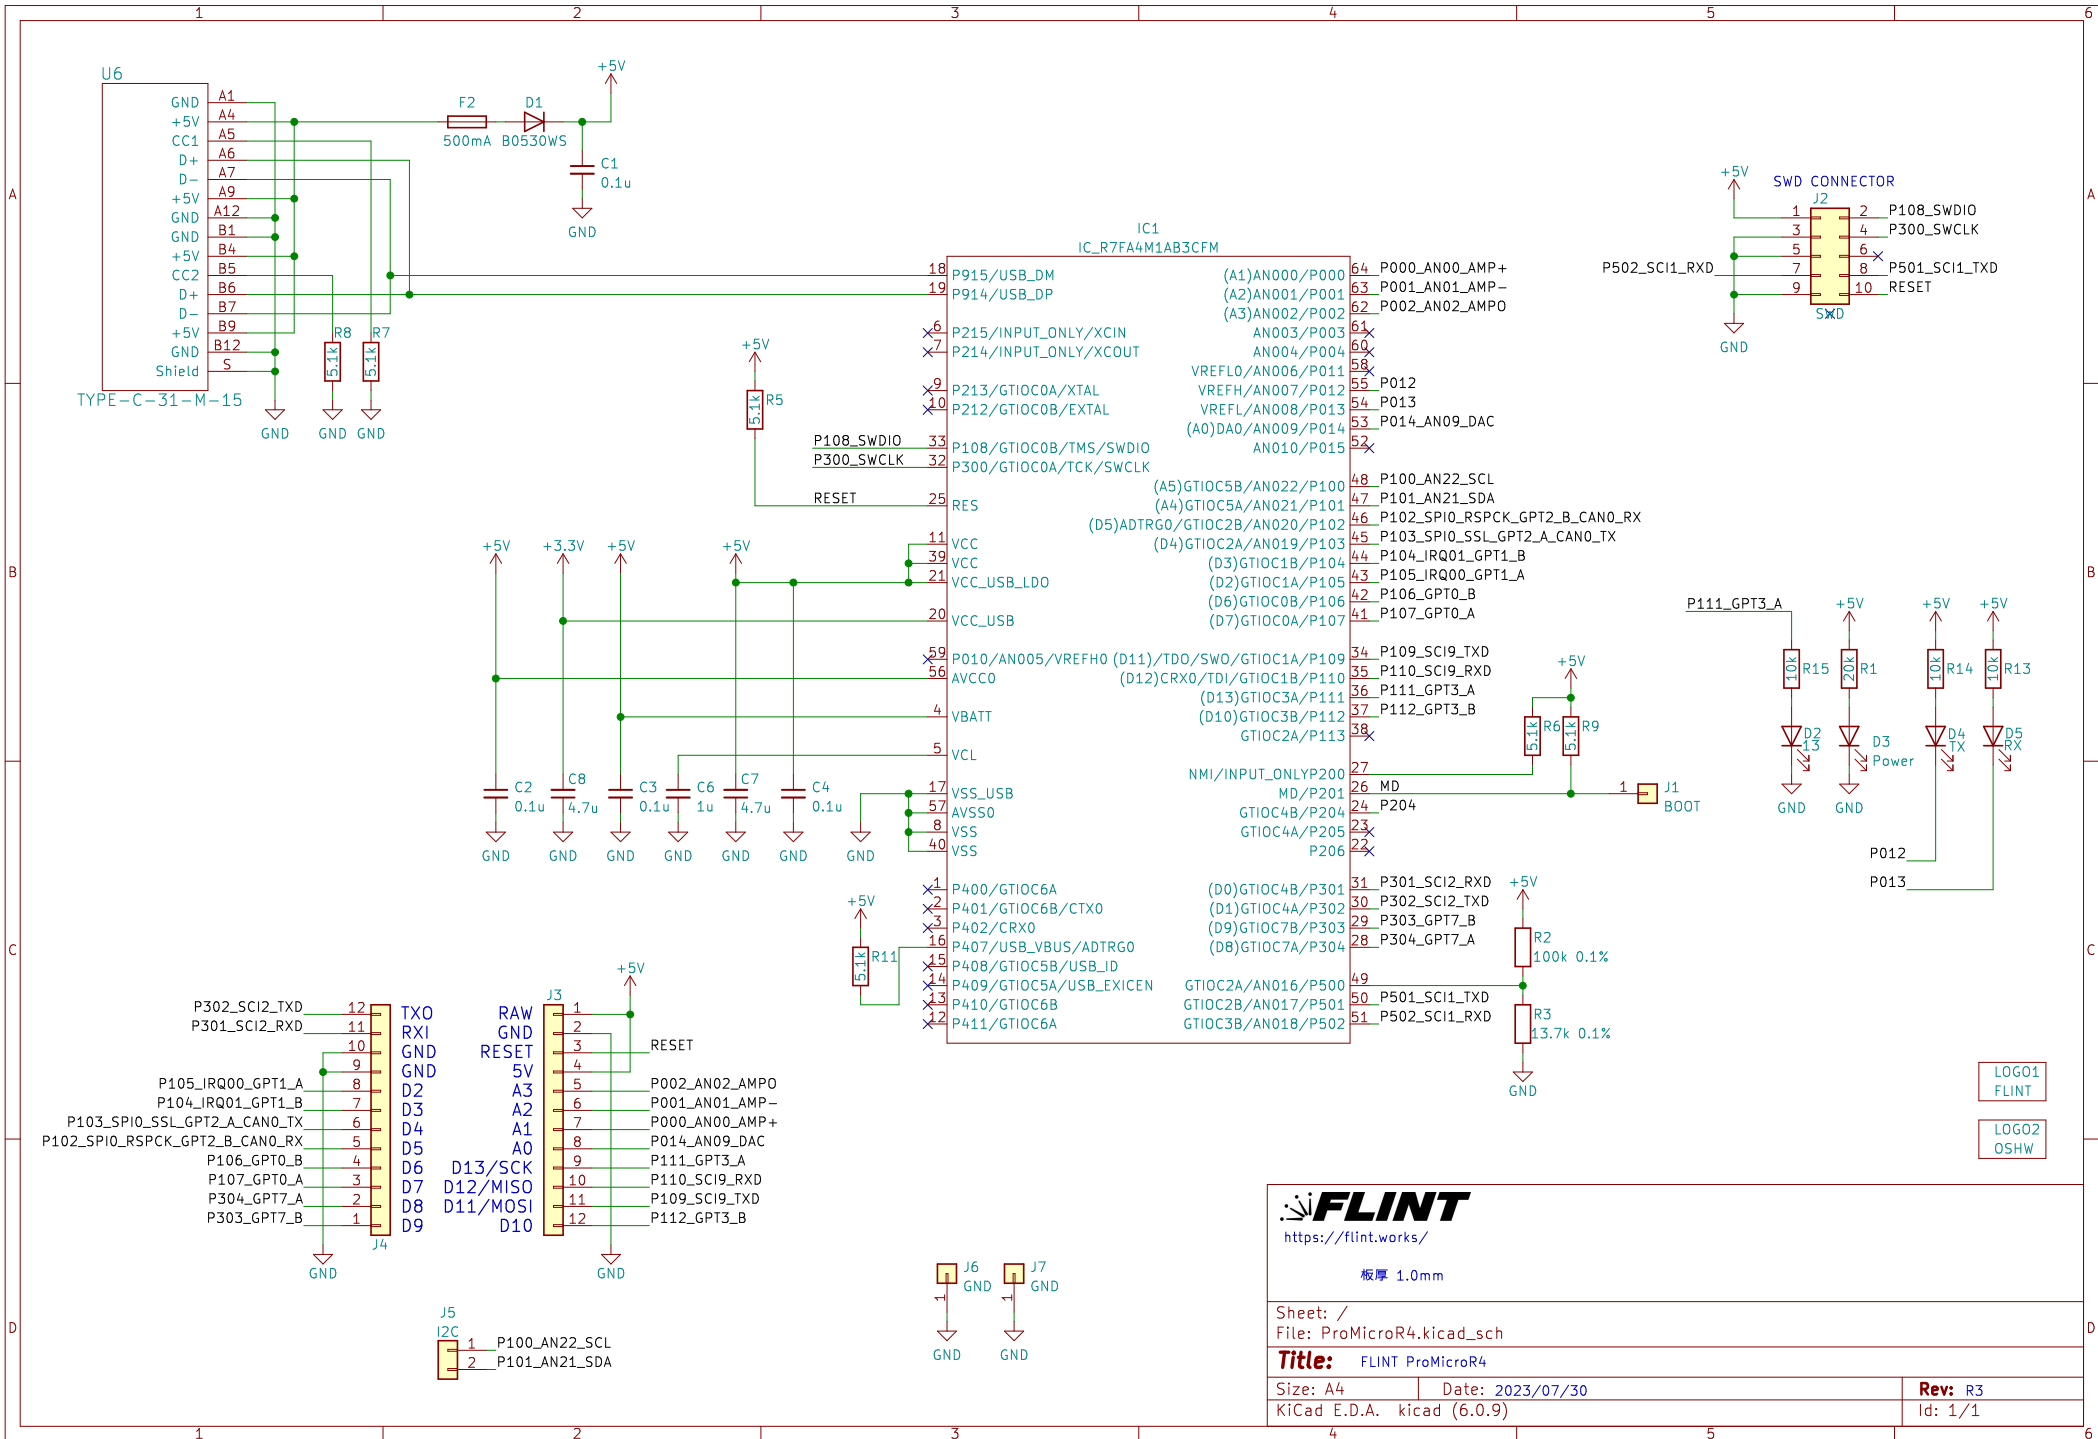 1 2 3 4 5 6
A
B
C
D
A
B
C
D
1 2 3 4 5 6
U6
GND A1
+5V A4
CC1 A5
D+ A6
D- A7
+5V A9
GND A12
GND B1
+5V B4
CC2 B5
D+ B6
D- B7
+5V B9
GND B12
Shield S
TYPE-C-31-M-15
GND
R8
5.1k
GND
R7
5.1k
GND
F2
500mA
D1
B0530WS
+5V
C1
0.1u
GND
+5V
SWD CONNECTOR
J2
1 2 P108_SWDIO
3 4 P300_SWCLK
5 6
P502_SCI1_RXD 7 8 P501_SCI1_TXD
9 10 RESET
SWD
GND
IC1
IC_R7FA4M1AB3CFM
18 P915/USB_DM
19 P914/USB_DP
6 P215/INPUT_ONLY/XCIN
7 P214/INPUT_ONLY/XCOUT
9 P213/GTIOC0A/XTAL
10 P212/GTIOC0B/EXTAL
P108_SWDIO 33 P108/GTIOC0B/TMS/SWDIO
P300_SWCLK 32 P300/GTIOC0A/TCK/SWCLK
RESET 25 RES
11 VCC
39 VCC
21 VCC_USB_LDO
20 VCC_USB
59 P010/AN005/VREFH0
56 AVCC0
4 VBATT
5 VCL
17 VSS_USB
57 AVSS0
8 VSS
40 VSS
1 P400/GTIOC6A
2 P401/GTIOC6B/CTX0
3 P402/CRX0
16 P407/USB_VBUS/ADTRG0
15 P408/GTIOC5B/USB_ID
14 P409/GTIOC5A/USB_EXICEN
13 P410/GTIOC6B
12 P411/GTIOC6A
(A1)AN000/P000 64 P000_AN00_AMP+
(A2)AN001/P001 63 P001_AN01_AMP-
(A3)AN002/P002 62 P002_AN02_AMPO
AN003/P003 61
AN004/P004 60
VREFL0/AN006/P011 58
VREFH/AN007/P012 55 P012
VREFL/AN008/P013 54 P013
(A0)DA0/AN009/P014 53 P014_AN09_DAC
AN010/P015 52
(A5)GTIOC5B/AN022/P100 48 P100_AN22_SCL
(A4)GTIOC5A/AN021/P101 47 P101_AN21_SDA
(D5)ADTRG0/GTIOC2B/AN020/P102 46 P102_SPI0_RSPCK_GPT2_B_CAN0_RX
(D4)GTIOC2A/AN019/P103 45 P103_SPI0_SSL_GPT2_A_CAN0_TX
(D3)GTIOC1B/P104 44 P104_IRQ01_GPT1_B
(D2)GTIOC1A/P105 43 P105_IRQ00_GPT1_A
(D6)GTIOC0B/P106 42 P106_GPT0_B
(D7)GTIOC0A/P107 41 P107_GPT0_A
(D11)/TDO/SWO/GTIOC1A/P109 34 P109_SCI9_TXD
(D12)CRX0/TDI/GTIOC1B/P110 35 P110_SCI9_RXD
(D13)GTIOC3A/P111 36 P111_GPT3_A
(D10)GTIOC3B/P112 37 P112_GPT3_B
GTIOC2A/P113 38
NMI/INPUT_ONLYP200 27
MD/P201 26 MD
GTIOC4B/P204 24 P204
GTIOC4A/P205 23
P206 22
(D0)GTIOC4B/P301 31 P301_SCI2_RXD
(D1)GTIOC4A/P302 30 P302_SCI2_TXD
(D9)GTIOC7B/P303 29 P303_GPT7_B
(D8)GTIOC7A/P304 28 P304_GPT7_A
GTIOC2A/AN016/P500 49
GTIOC2B/AN017/P501 50 P501_SCI1_TXD
GTIOC3B/AN018/P502 51 P502_SCI1_RXD
+5V
R5
5.1k
+5V +3.3V +5V +5V
C2
0.1u
C8
4.7u
C3
0.1u
C6
1u
C7
4.7u
C4
0.1u
GND GND GND GND GND GND GND
+5V
R11
5.1k
+5V
R6
5.1k
R9
5.1k
1 J1
BOOT
+5V
R2
100k 0.1%
R3
13.7k 0.1%
GND
P111_GPT3_A +5V +5V +5V
10k R15
20k R1
10k R14
10k R13
D2
13
D3
Power
D4
TX
D5
RX
GND GND
P012
P013
P302_SCI2_TXD 12 TXO
P301_SCI2_RXD 11 RXI
10 GND
9 GND
P105_IRQ00_GPT1_A 8 D2
P104_IRQ01_GPT1_B 7 D3
P103_SPI0_SSL_GPT2_A_CAN0_TX 6 D4
P102_SPI0_RSPCK_GPT2_B_CAN0_RX 5 D5
P106_GPT0_B 4 D6
P107_GPT0_A 3 D7
P304_GPT7_A 2 D8
P303_GPT7_B 1 D9
J4
GND
+5V
J3
RAW 1
GND 2
RESET 3 RESET
5V 4
A3 5 P002_AN02_AMPO
A2 6 P001_AN01_AMP-
A1 7 P000_AN00_AMP+
A0 8 P014_AN09_DAC
D13/SCK 9 P111_GPT3_A
D12/MISO 10 P110_SCI9_RXD
D11/MOSI 11 P109_SCI9_TXD
D10 12 P112_GPT3_B
GND
J5
I2C
1 P100_AN22_SCL
2 P101_AN21_SDA
J6
GND
1
GND
J7
GND
1
GND
LOGO1
FLINT
LOGO2
OSHW
FLINT
https://flint.works/
板厚 1.0mm
Sheet: /
File: ProMicroR4.kicad_sch
Title: FLINT ProMicroR4
Size: A4 Date: 2023/07/30 Rev: R3
KiCad E.D.A. kicad (6.0.9) Id: 1/1